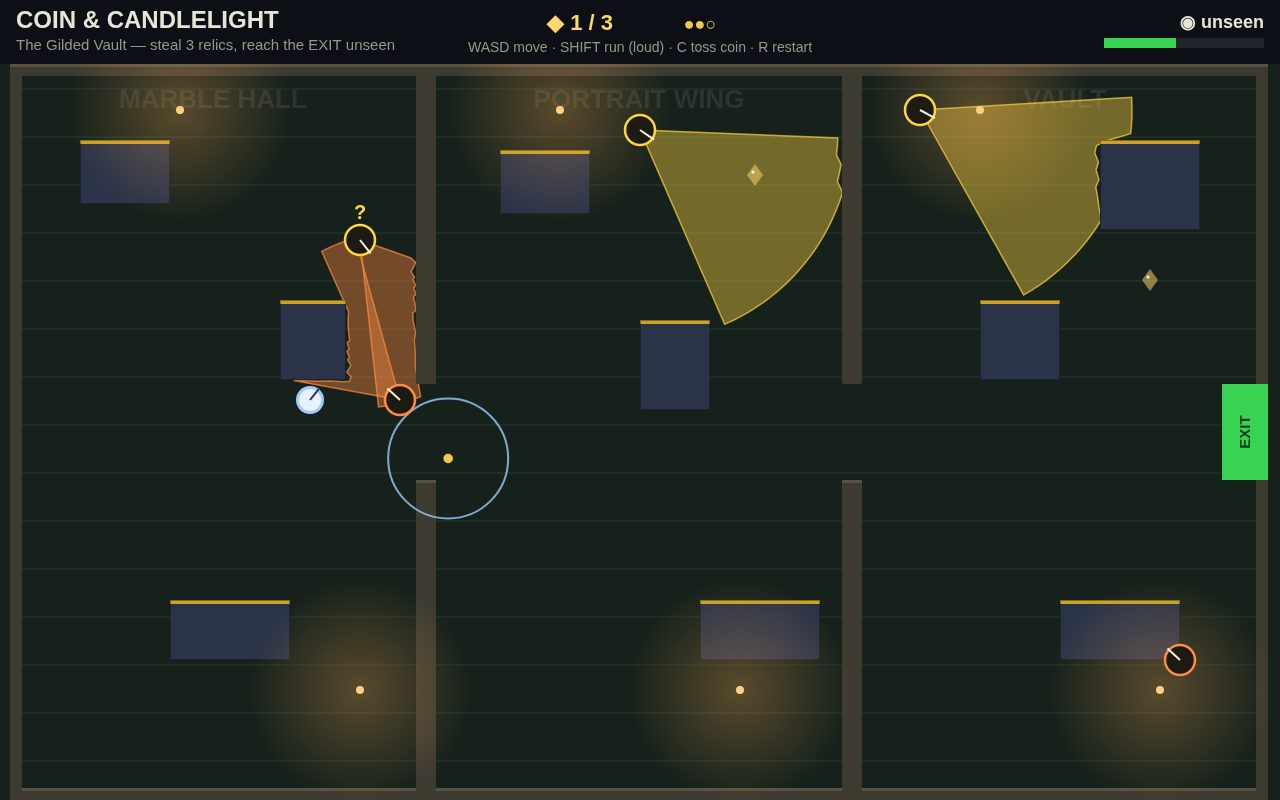 COIN & CANDLELIGHT
The Gilded Vault — steal 3 relics, reach the EXIT unseen
◆ 1 / 3
WASD move · SHIFT run (loud) · C toss coin · R restart
◉ unseen
MARBLE HALL
PORTRAIT WING
VAULT
?
EXIT